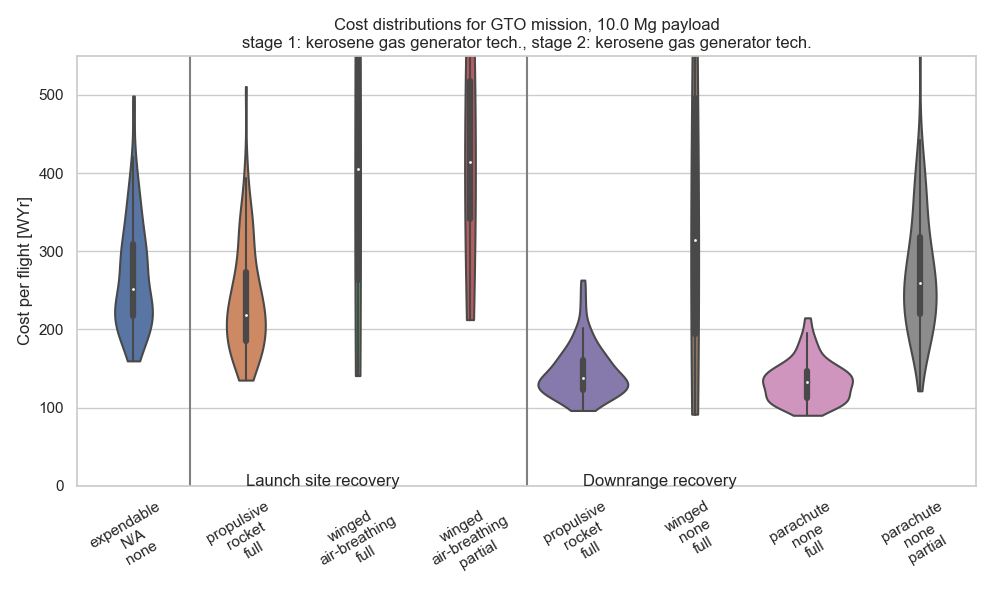 Cost distributions for GTO mission, 10.0 Mg payload
stage 1: kerosene gas generator tech., stage 2: kerosene gas generator tech.
Cost per flight [WYr]
500
400
300
200
100
0
Launch site recovery
Downrange recovery
expendable
N/A
none
propulsive
rocket
full
winged
air-breathing
full
winged
air-breathing
partial
propulsive
rocket
full
winged
none
full
parachute
none
full
parachute
none
partial